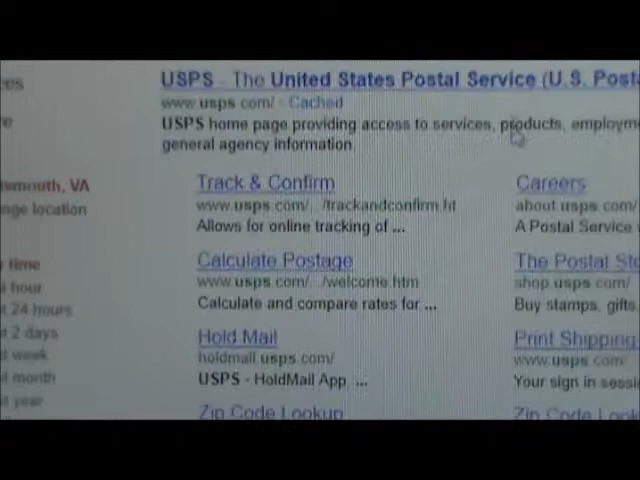 USPS - The United States Postal Service (U.S. Post
www.usps.com/ - Cached
USPS home page providing access to services, products, employm
general agency information
smouth, VA
nge location
Track & Confirm
www.usps.com/.../trackandconfirm.ht
Allows for online tracking of ...
Careers
about.usps.com/
A Postal Service
time
hour
24 hours
2 days
week
month
year
Calculate Postage
www.usps.com/.../welcome.htm
Calculate and compare rates for ...
The Postal Sto
shop.usps.com/
Buy stamps, gifts,
Hold Mail
holdmail.usps.com/
USPS - HoldMail App ...
Print Shipping
www.usps.com/
Your sign in sessi
Zip Code Lookup
Zip Code Look